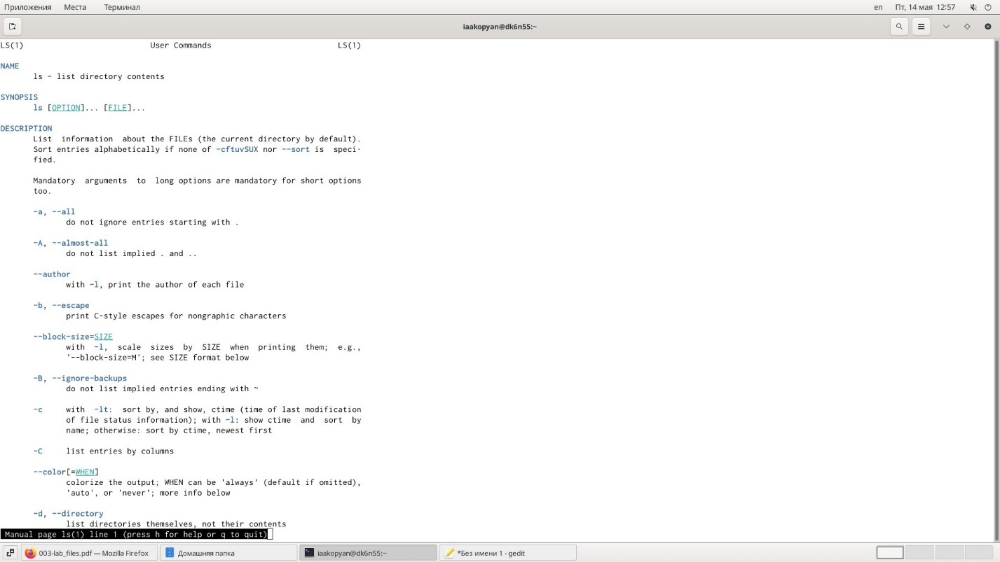 Приложения Места Терминал en Пт, 14 мая 12:57
iaakopyan@dk6n55:~
LS(1) User Commands LS(1)
NAME
ls - list directory contents
SYNOPSIS
ls [OPTION]... [FILE]...
DESCRIPTION
List information about the FILEs (the current directory by default).
Sort entries alphabetically if none of -cftuvSUX nor --sort is speci-
fied.
Mandatory arguments to long options are mandatory for short options
too.
-a, --all
do not ignore entries starting with .
-A, --almost-all
do not list implied . and ..
--author
with -l, print the author of each file
-b, --escape
print C-style escapes for nongraphic characters
--block-size=SIZE
with -l, scale sizes by SIZE when printing them; e.g.,
'--block-size=M'; see SIZE format below
-B, --ignore-backups
do not list implied entries ending with ~
-c with -lt: sort by, and show, ctime (time of last modification
of file status information); with -l: show ctime and sort by
name; otherwise: sort by ctime, newest first
-C list entries by columns
--color[=WHEN]
colorize the output; WHEN can be 'always' (default if omitted),
'auto', or 'never'; more info below
-d, --directory
list directories themselves, not their contents
Manual page ls(1) line 1 (press h for help or q to quit)
003-lab_files.pdf — Mozilla Firefox Домашняя папка iaakopyan@dk6n55:~ *Без имени 1 - gedit